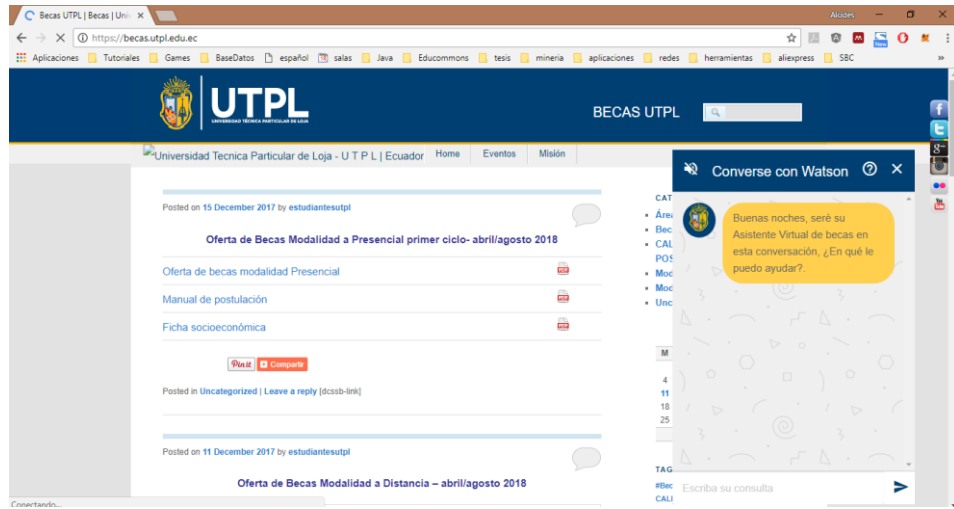 Becas UTPL | Becas | Uni
Alcides
https://becas.utpl.edu.ec
New
Aplicaciones Tutoriales Games BaseDatos español salas Java Educommons tesis mineria aplicaciones redes herramientas aliexpress SBC »
UTPL
UNIVERSIDAD TÉCNICA PARTICULAR DE LOJA
BECAS UTPL
Universidad Tecnica Particular de Loja - U T P L | Ecuador Home Eventos Misión
Posted on 15 December 2017 by estudiantesutpl
Oferta de Becas Modalidad a Presencial primer ciclo- abril/agosto 2018
Oferta de becas modalidad Presencial
Manual de postulación
Ficha socioeconómica
Pin it Compartir
Posted in Uncategorized | Leave a reply [dcssb-link]
Posted on 11 December 2017 by estudiantesutpl
Oferta de Becas Modalidad a Distancia – abril/agosto 2018
Conectando...
CAT
Área
Bec
CAL
POS
Mod
Mod
Unc
M
4
11
18
25
TAG
#Bec
CALI
Converse con Watson
Buenas noches, seré su
Asistente Virtual de becas en
esta conversación, ¿En qué le
puedo ayudar?.
Escriba su consulta